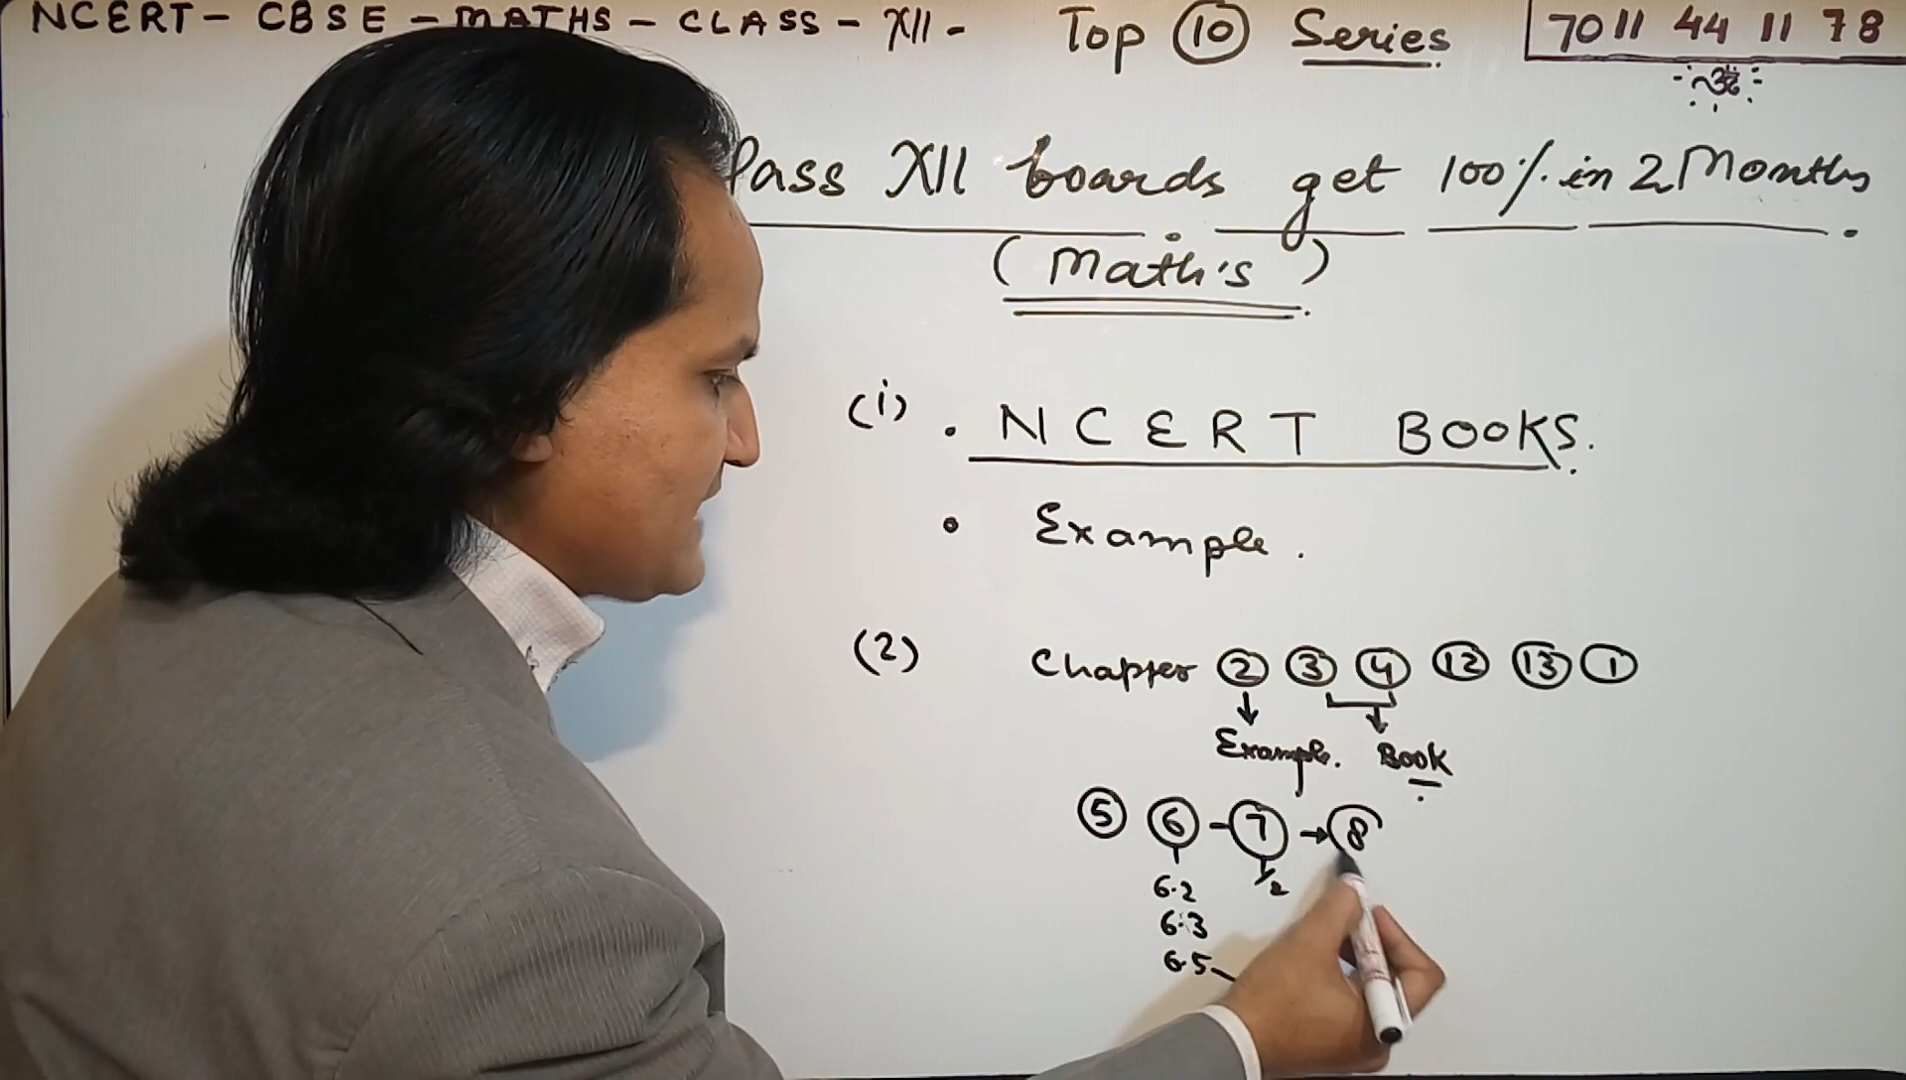 NCERT - CBSE - MATHS - CLASS - XII - Top 10 Series
7011 44 11 78
ॐ
Pass XII boards get 100% in 2 Months.
(Math's)
(i) . NCERT BOOKS.
• Example.
(2) Chapter 2 3 4 12 13 1
Example. Book
5 6 - 7 → 8
6.2
6.3
6.5